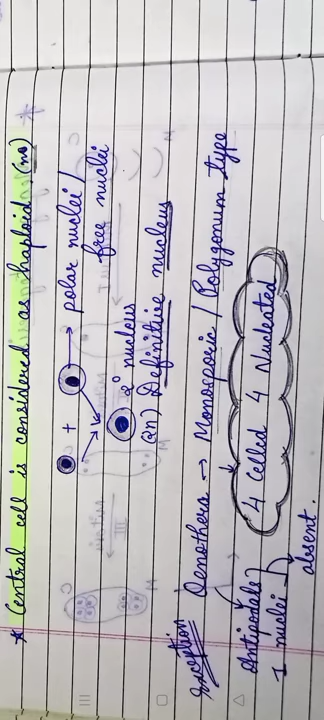 * Central cell is considered as haploid. (no)
+ → polar nuclei /
free nuclei
2° nucleus
(2n) Definitive nucleus
Exception Oenothera → Monosporic / Polygonum type
4 Celled 4 Nucleated
Antipodals
1 nuclei
absent.